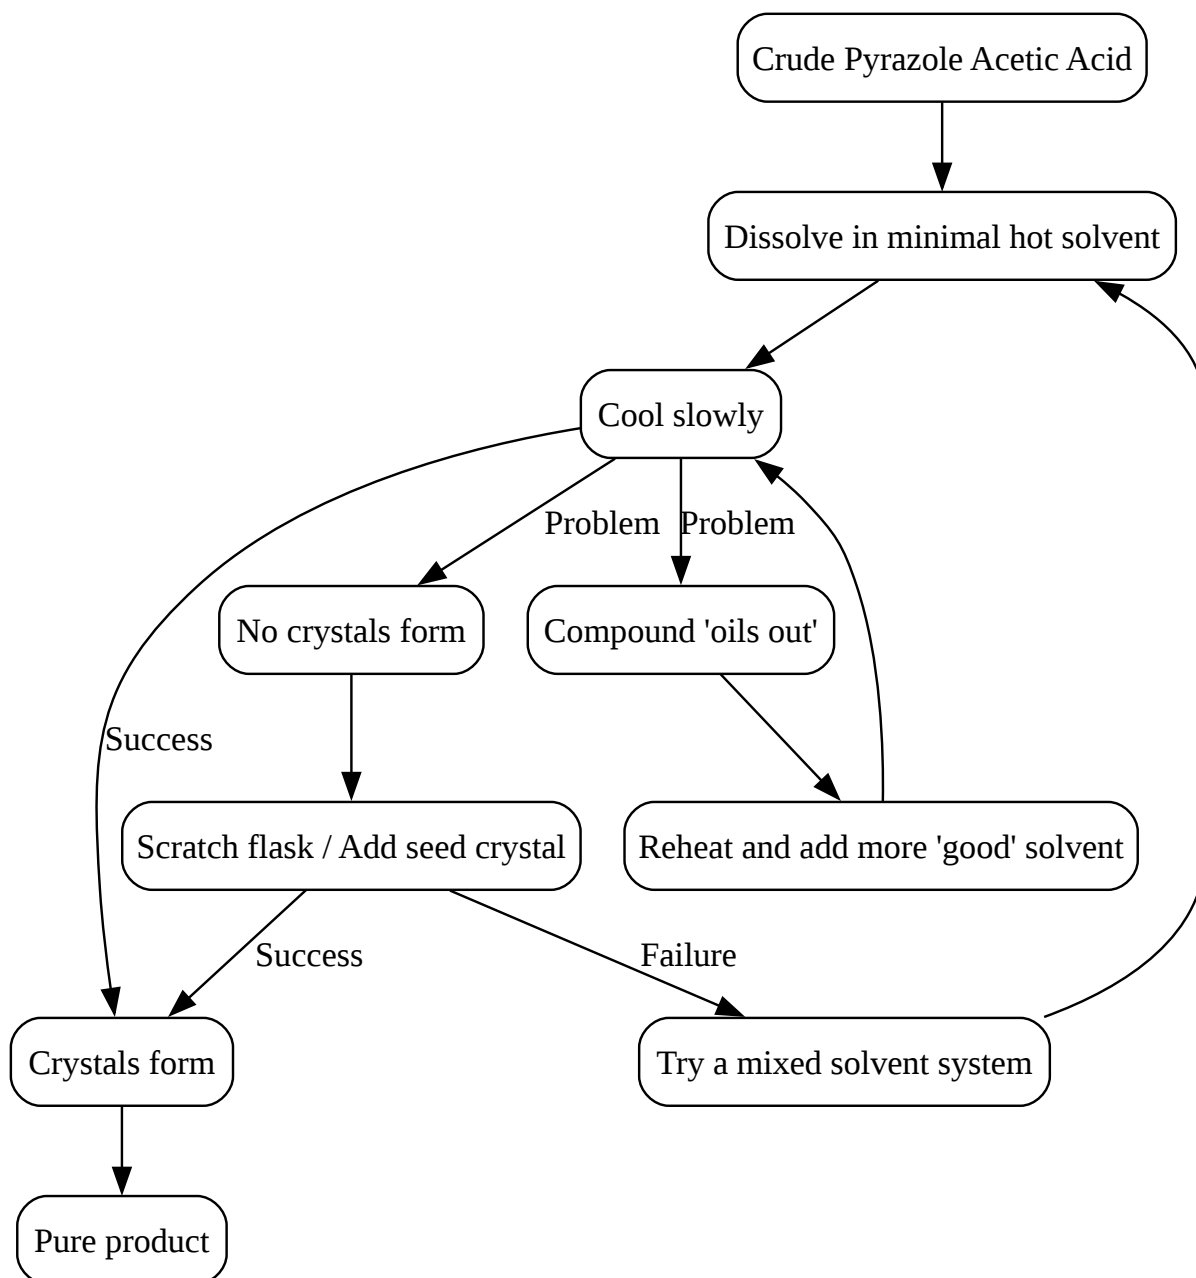 Crude Pyrazole Acetic Acid
Dissolve in minimal hot solvent
Cool slowly
Problem
Problem
No crystals form
Compound 'oils out'
Success
Scratch flask / Add seed crystal
Reheat and add more 'good' solvent
Success
Failure
Crystals form
Try a mixed solvent system
Pure product